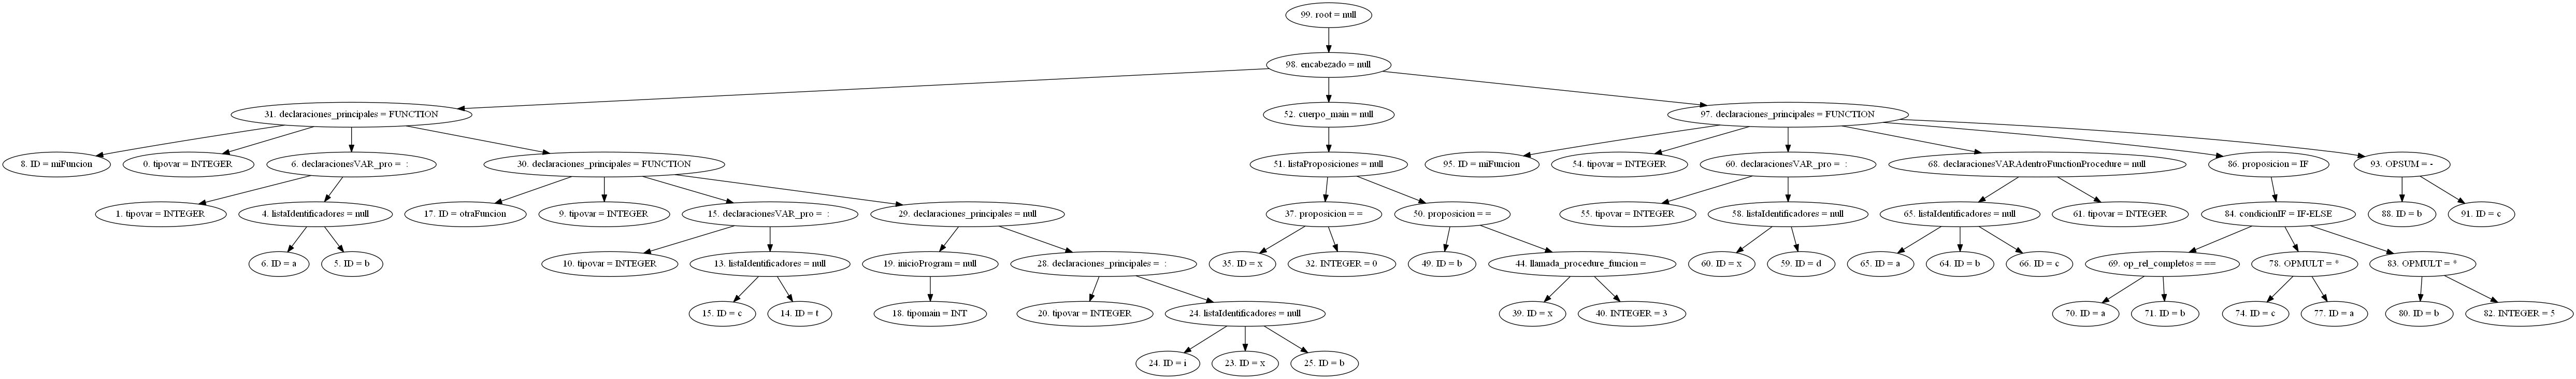 99. root = null
98. encabezado = null
31. declaraciones_principales = FUNCTION
52. cuerpo_main = null
97. declaraciones_principales = FUNCTION
8. ID = miFuncion
0. tipovar = INTEGER
6. declaracionesVAR_pro = :
30. declaraciones_principales = FUNCTION
51. listaProposiciones = null
95. ID = miFuncion
54. tipovar = INTEGER
60. declaracionesVAR_pro = :
68. declaracionesVARAdentroFunctionProcedure = null
86. proposicion = IF
93. OPSUM = -
1. tipovar = INTEGER
4. listaIdentificadores = null
17. ID = otraFuncion
9. tipovar = INTEGER
15. declaracionesVAR_pro = :
29. declaraciones_principales = null
37. proposicion = =
50. proposicion = =
55. tipovar = INTEGER
58. listaIdentificadores = null
65. listaIdentificadores = null
61. tipovar = INTEGER
84. condicionIF = IF-ELSE
88. ID = b
91. ID = c
6. ID = a
5. ID = b
10. tipovar = INTEGER
13. listaIdentificadores = null
19. inicioProgram = null
28. declaraciones_principales = :
35. ID = x
32. INTEGER = 0
49. ID = b
44. llamada_procedure_funcion =
60. ID = x
59. ID = d
65. ID = a
64. ID = b
66. ID = c
69. op_rel_completos = ==
78. OPMULT = *
83. OPMULT = *
15. ID = c
14. ID = t
18. tipomain = INT
20. tipovar = INTEGER
24. listaIdentificadores = null
39. ID = x
40. INTEGER = 3
70. ID = a
71. ID = b
74. ID = c
77. ID = a
80. ID = b
82. INTEGER = 5
24. ID = i
23. ID = x
25. ID = b